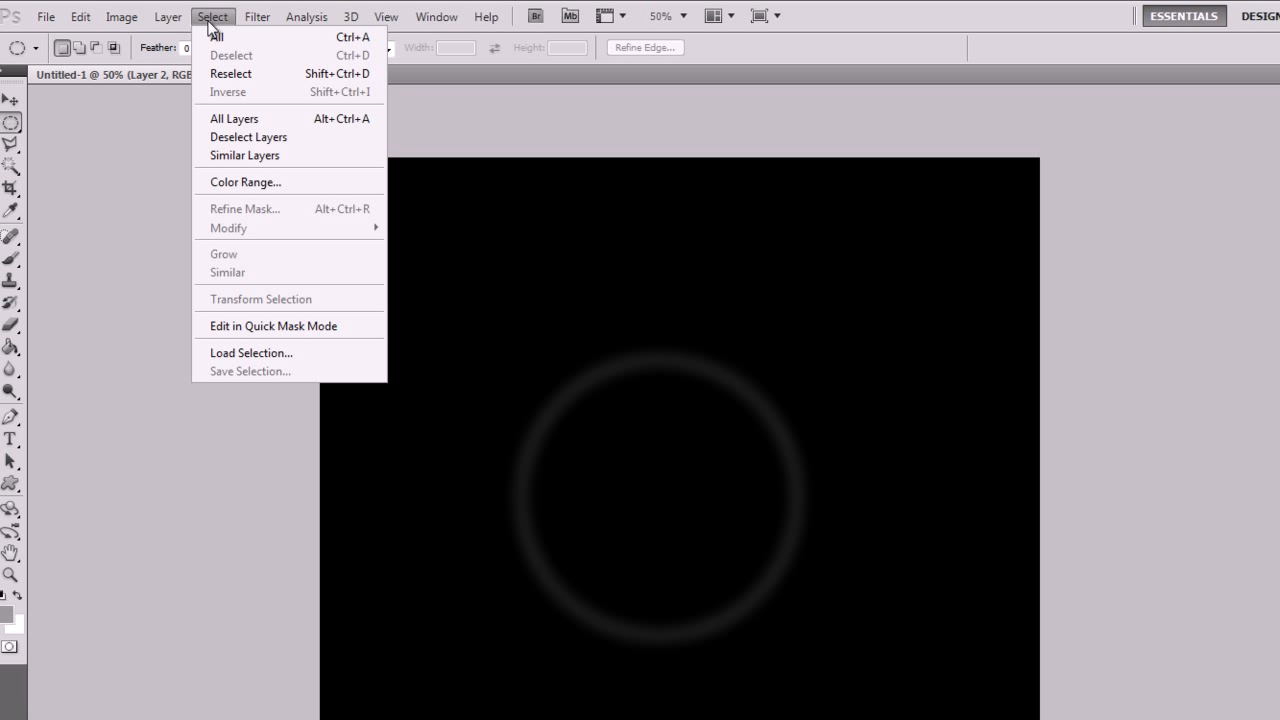 Ps File Edit Image Layer Select Filter Analysis 3D View Window Help Br Mb 50% ESSENTIALS DESIGN
Feather: 0 Width: Height: Refine Edge...
Untitled-1 @ 50% (Layer 2, RGB
All Ctrl+A
Deselect Ctrl+D
Reselect Shift+Ctrl+D
Inverse Shift+Ctrl+I
All Layers Alt+Ctrl+A
Deselect Layers
Similar Layers
Color Range...
Refine Mask... Alt+Ctrl+R
Modify
Grow
Similar
Transform Selection
Edit in Quick Mask Mode
Load Selection...
Save Selection...
T